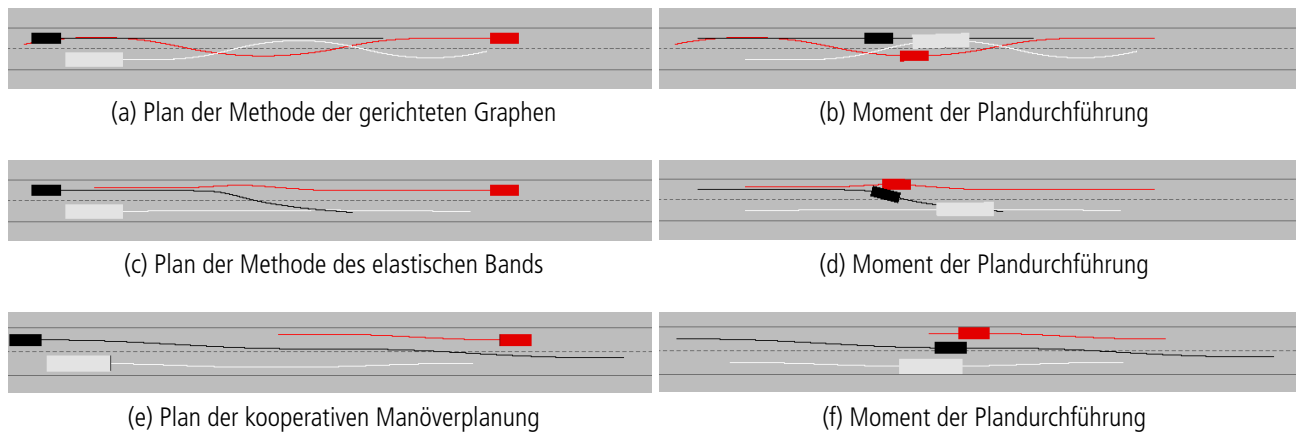 (a) Plan der Methode der gerichteten Graphen
(b) Moment der Plandurchführung
(c) Plan der Methode des elastischen Bands
(d) Moment der Plandurchführung
(e) Plan der kooperativen Manöverplanung
(f) Moment der Plandurchführung